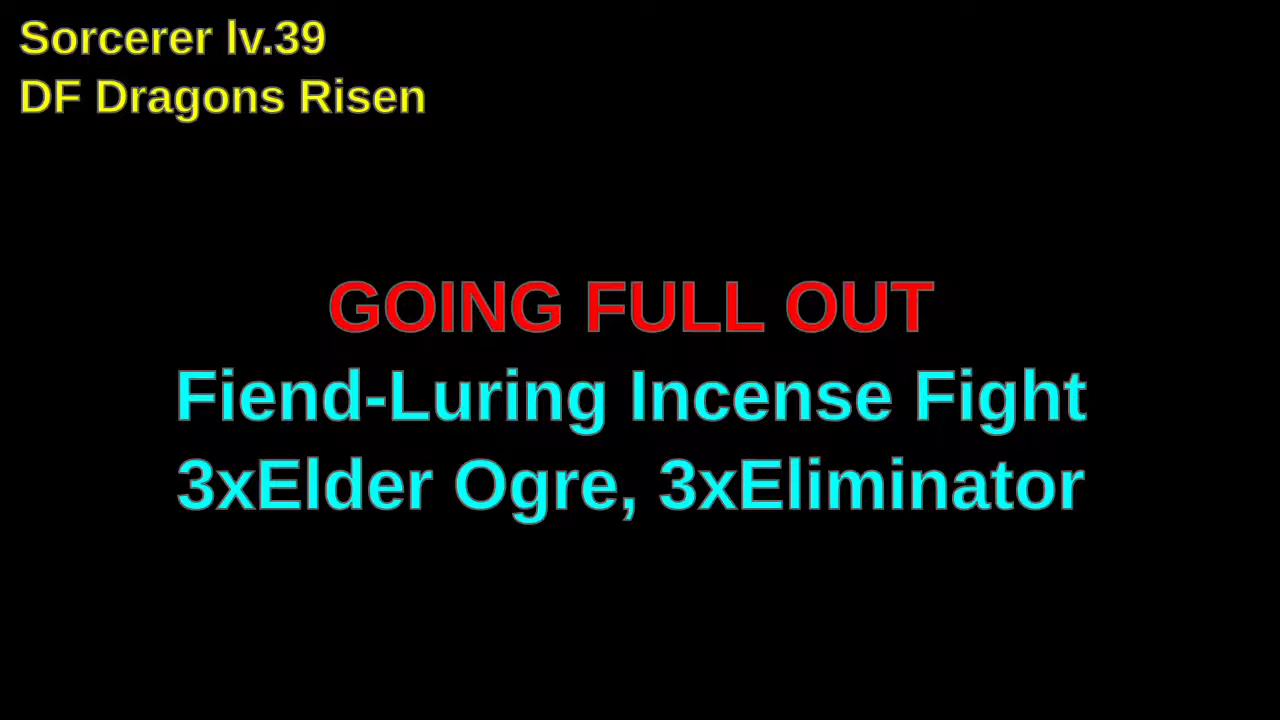 Sorcerer lv.39
DF Dragons Risen
GOING FULL OUT
Fiend-Luring Incense Fight
3xElder Ogre, 3xEliminator